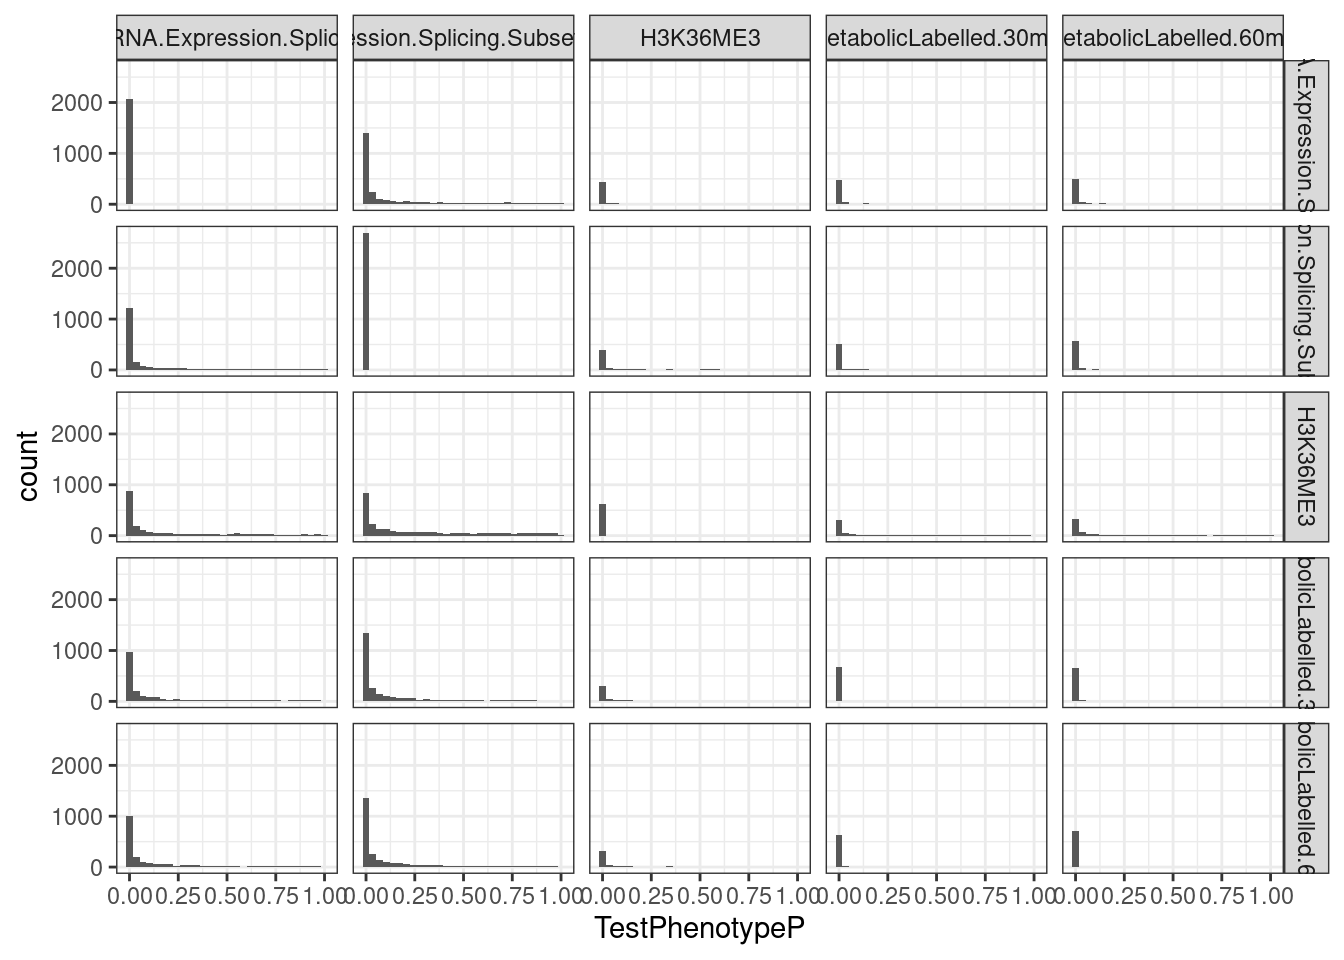 RNA.Expression.Splic
ession.Splicing.Subse
H3K36ME3
etabolicLabelled.30m
etabolicLabelled.60m
2000
1000
0
.Expression.S
2000
1000
0
on.Splicing.Sul
2000
1000
0
H3K36ME3
2000
1000
0
bolicLabelled.3
2000
1000
0
bolicLabelled.6
count
0.00 0.25 0.50 0.75 1.00
0.00 0.25 0.50 0.75 1.00
0.00 0.25 0.50 0.75 1.00
0.00 0.25 0.50 0.75 1.00
0.00 0.25 0.50 0.75 1.00
TestPhenotypeP